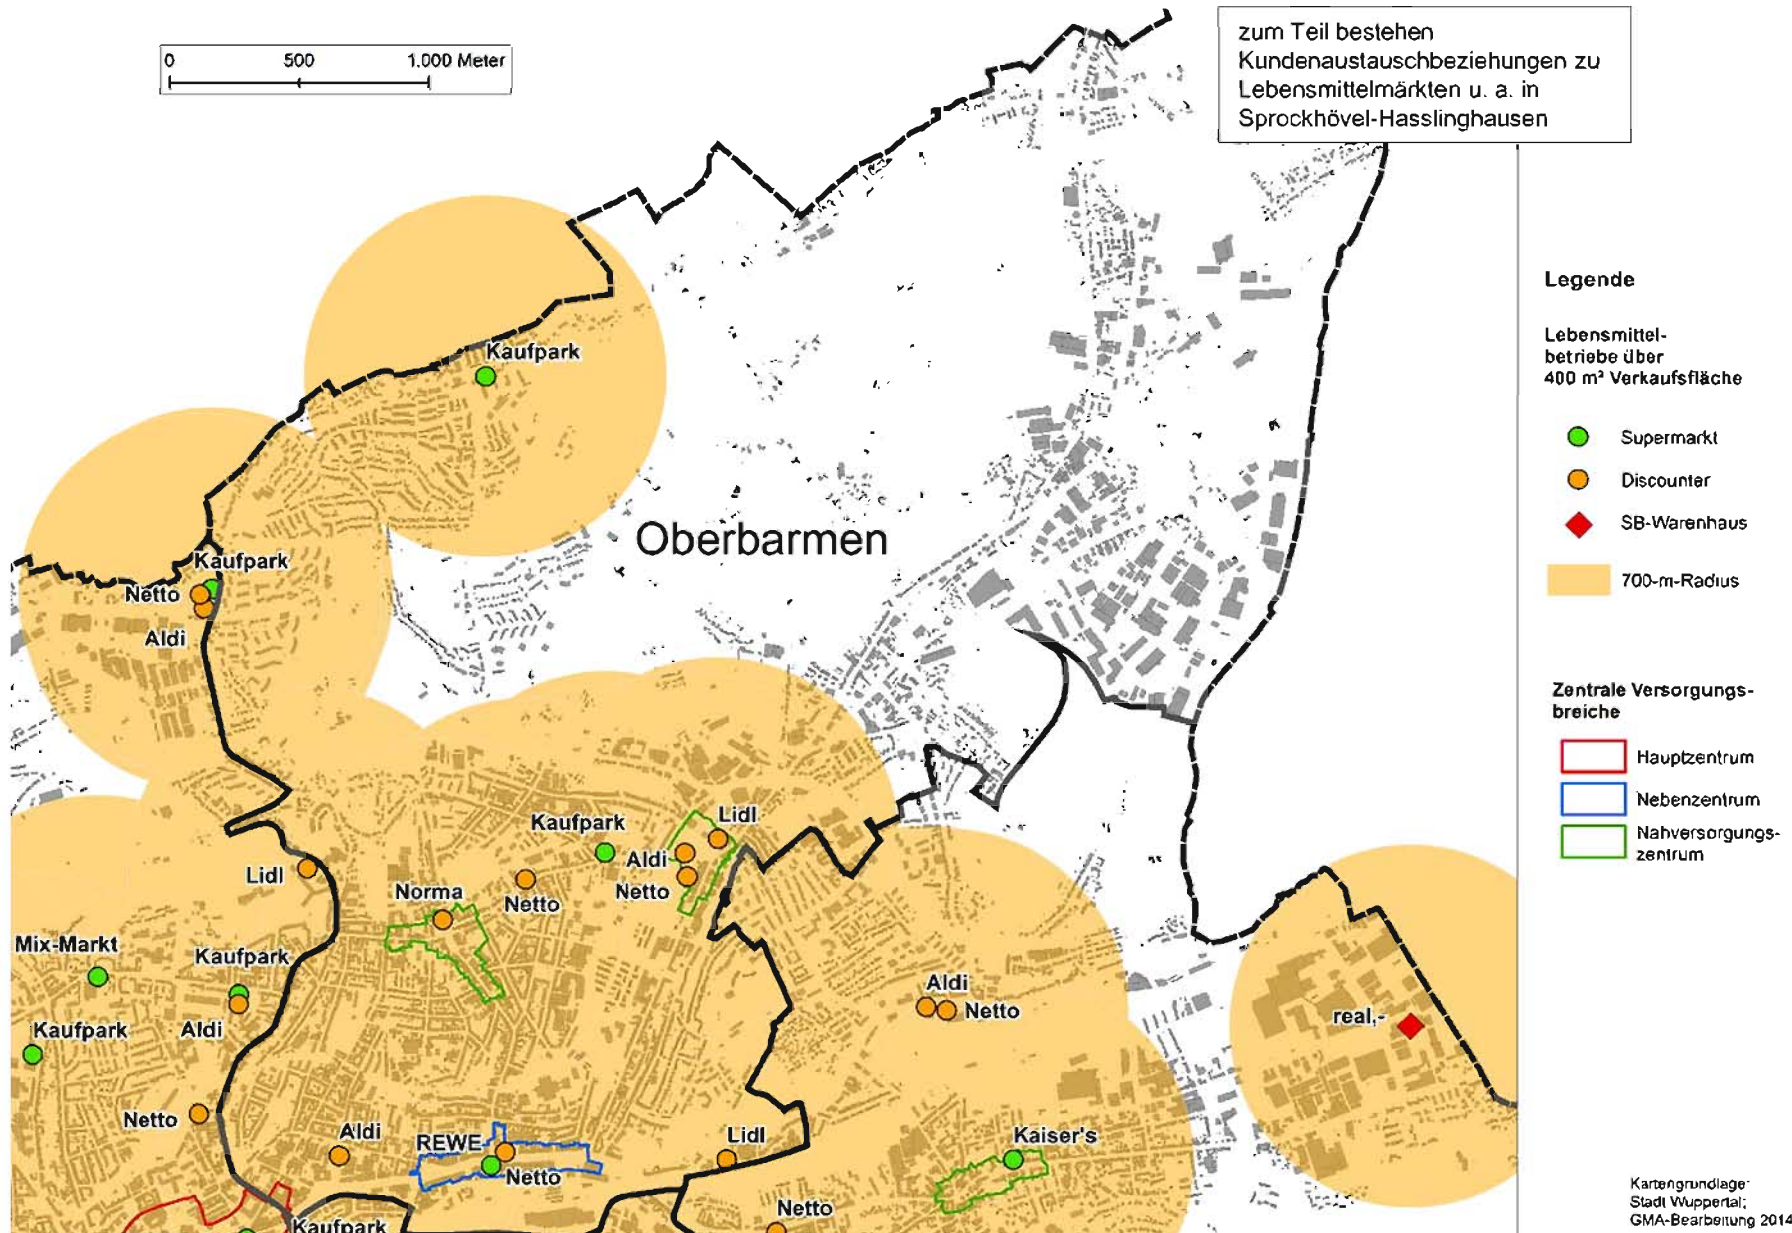 zum Teil bestehen
Kundenaustauschbeziehungen zu
Lebensmittelmärkten u. a. in
Sprockhövel-Hasslinghausen
0 500 1.000 Meter
Legende
Lebensmittel-
betriebe über
400 m² Verkaufsfläche
Supermarkt
Discounter
SB-Warenhaus
700-m-Radius
Zentrale Versorgungs-
breiche
Hauptzentrum
Nebenzentrum
Nahversorgungs-
zentrum
Kaufpark
Oberbarmen
Kaufpark
Netto
Aldi
Lidl
Kaufpark
Aldi
Netto
Lidl
Norma
Netto
Mix-Markt
Kaufpark
Aldi
Kaufpark
Aldi
Netto
real,-
Netto
Aldi
REWE
Netto
Lidl
Kaiser's
Netto
Kaufpark
Kartengrundlage:
Stadt Wuppertal;
GMA-Bearbeitung 2014